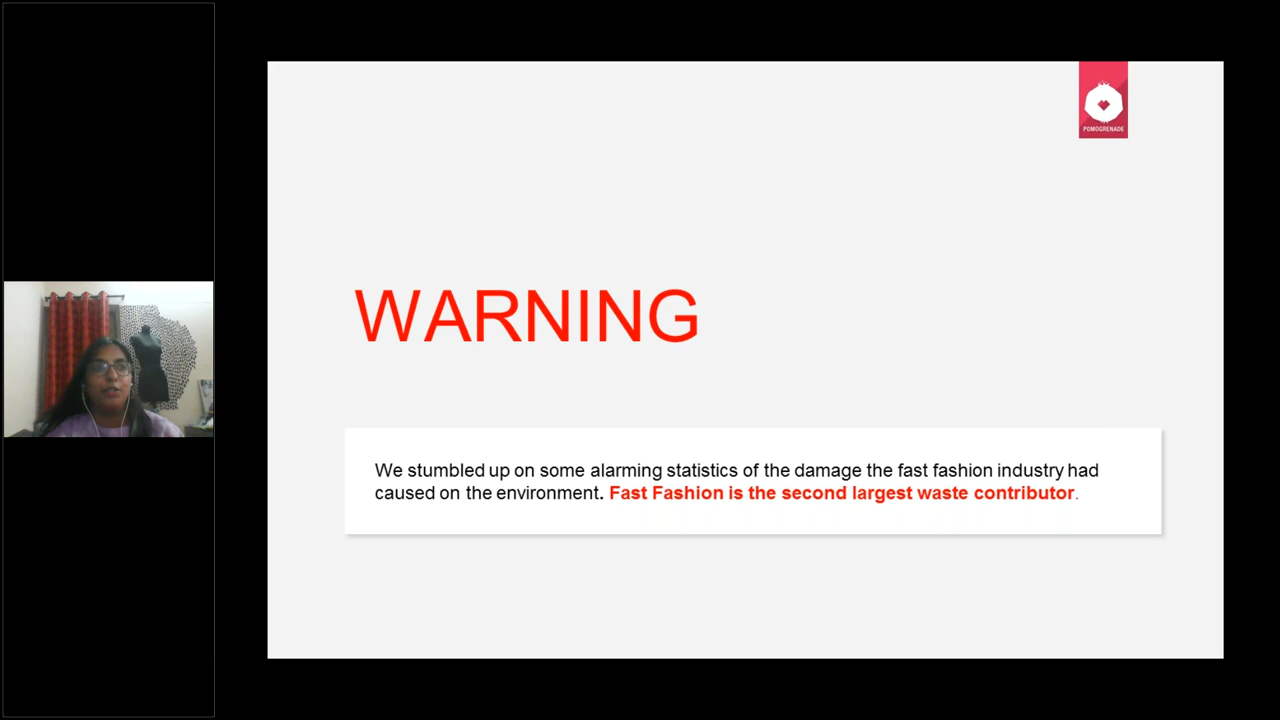 POMOGRENADE
WARNING
We stumbled up on some alarming statistics of the damage the fast fashion industry had
caused on the environment. Fast Fashion is the second largest waste contributor.